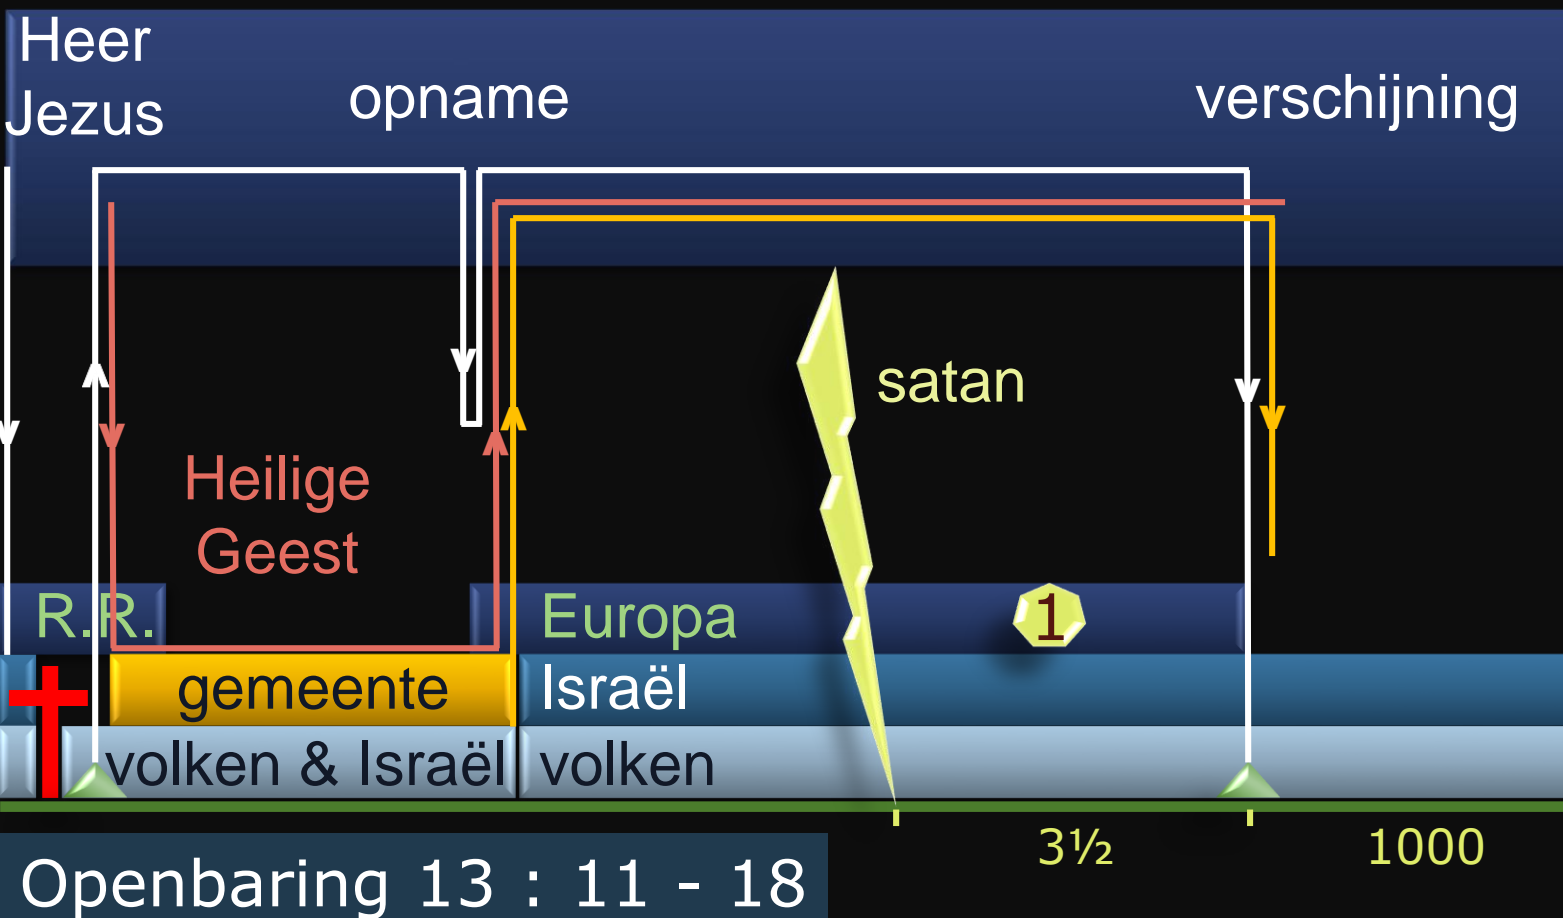 Heer
Jezus
opname
verschijning
satan
Heilige
Geest
R.R.
Europa
1
gemeente
Israël
volken & Israël
volken
3½
1000
Openbaring 13 : 11 - 18